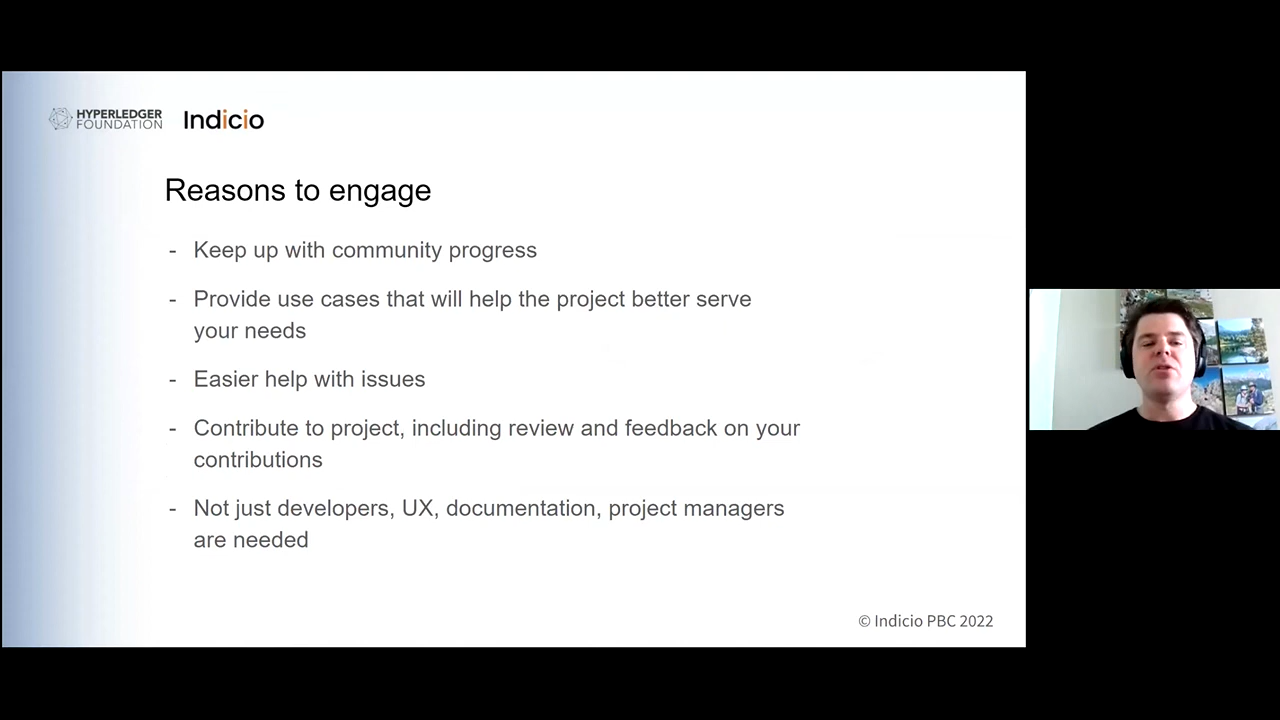 HYPERLEDGER
FOUNDATION
Indicio
Reasons to engage
- Keep up with community progress
- Provide use cases that will help the project better serve
your needs
- Easier help with issues
- Contribute to project, including review and feedback on your
contributions
- Not just developers, UX, documentation, project managers
are needed
© Indicio PBC 2022